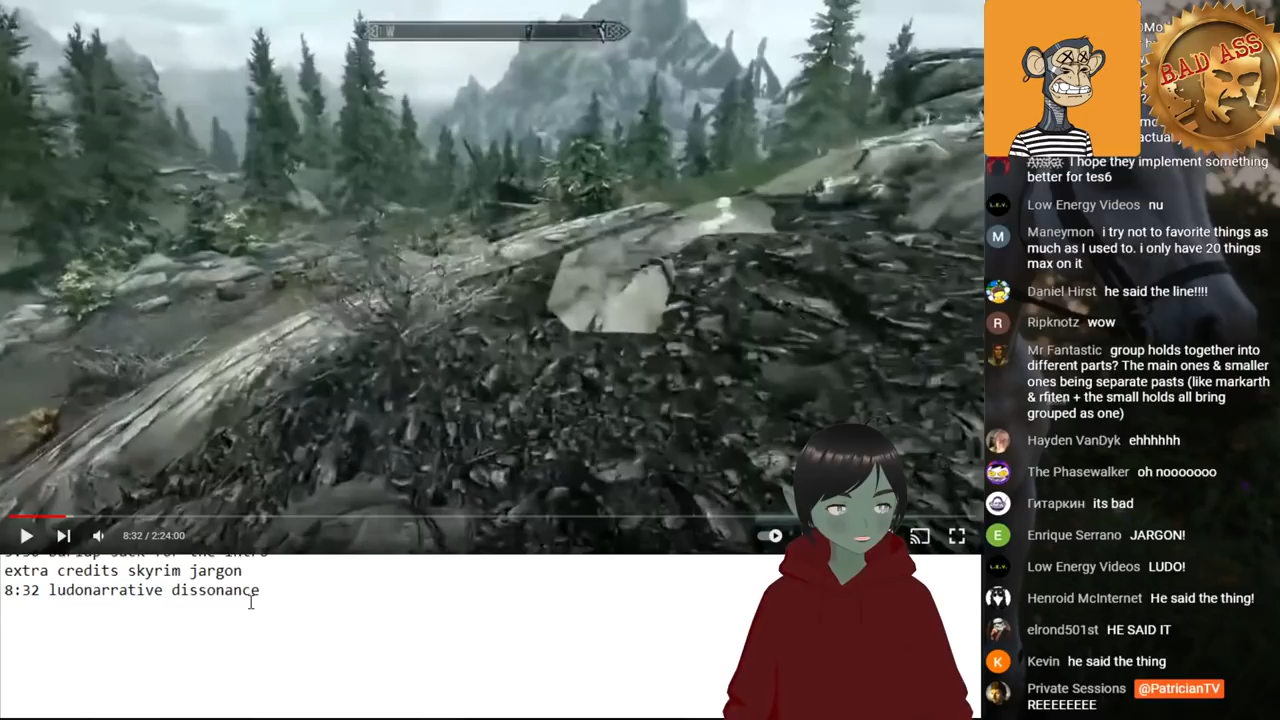 W
8:32 / 2:24:00
extra credits skyrim jargon
8:32 ludonarrative dissonance
BAD ASS
actual
I hope they implement something
better for tes6
L.E.V.
Low Energy Videos nu
M
Maneymon i try not to favorite things as
much as I used to. i only have 20 things
max on it
Daniel Hirst he said the line!!!!
R
Ripknotz wow
Mr Fantastic group holds together into
different parts? The main ones & smaller
ones being separate pasts (like markarth
& rfiten + the small holds all bring
grouped as one)
Hayden VanDyk ehhhhhh
The Phasewalker oh nooooooo
Гитаркин its bad
E
Enrique Serrano JARGON!
L.E.V.
Low Energy Videos LUDO!
Henroid McInternet He said the thing!
elrond501st HE SAID IT
K
Kevin he said the thing
Private Sessions @PatricianTV
REEEEEEEE